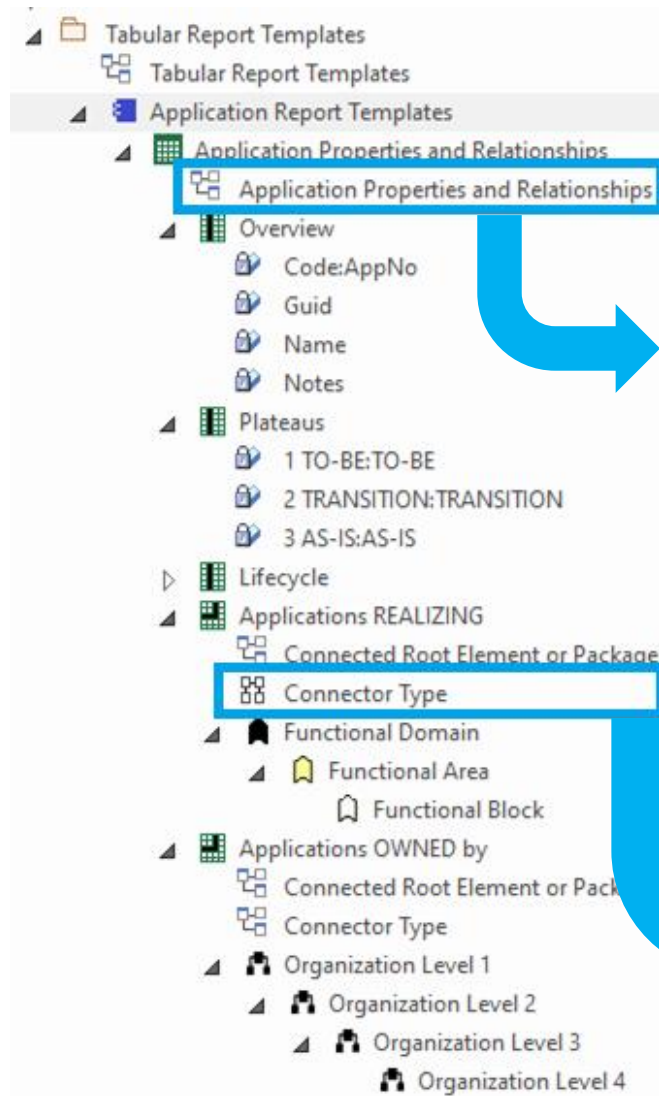 Tabular Report Templates
Tabular Report Templates
Application Report Templates
Application Properties and Relationships
Application Properties and Relationships
Overview
Code:AppNo
Guid
Name
Notes
Plateaus
1 TO-BE:TO-BE
2 TRANSITION:TRANSITION
3 AS-IS:AS-IS
Lifecycle
Applications REALIZING
Connected Root Element or Package
Connector Type
Functional Domain
Functional Area
Functional Block
Applications OWNED by
Connected Root Element or Pack
Connector Type
Organization Level 1
Organization Level 2
Organization Level 3
Organization Level 4